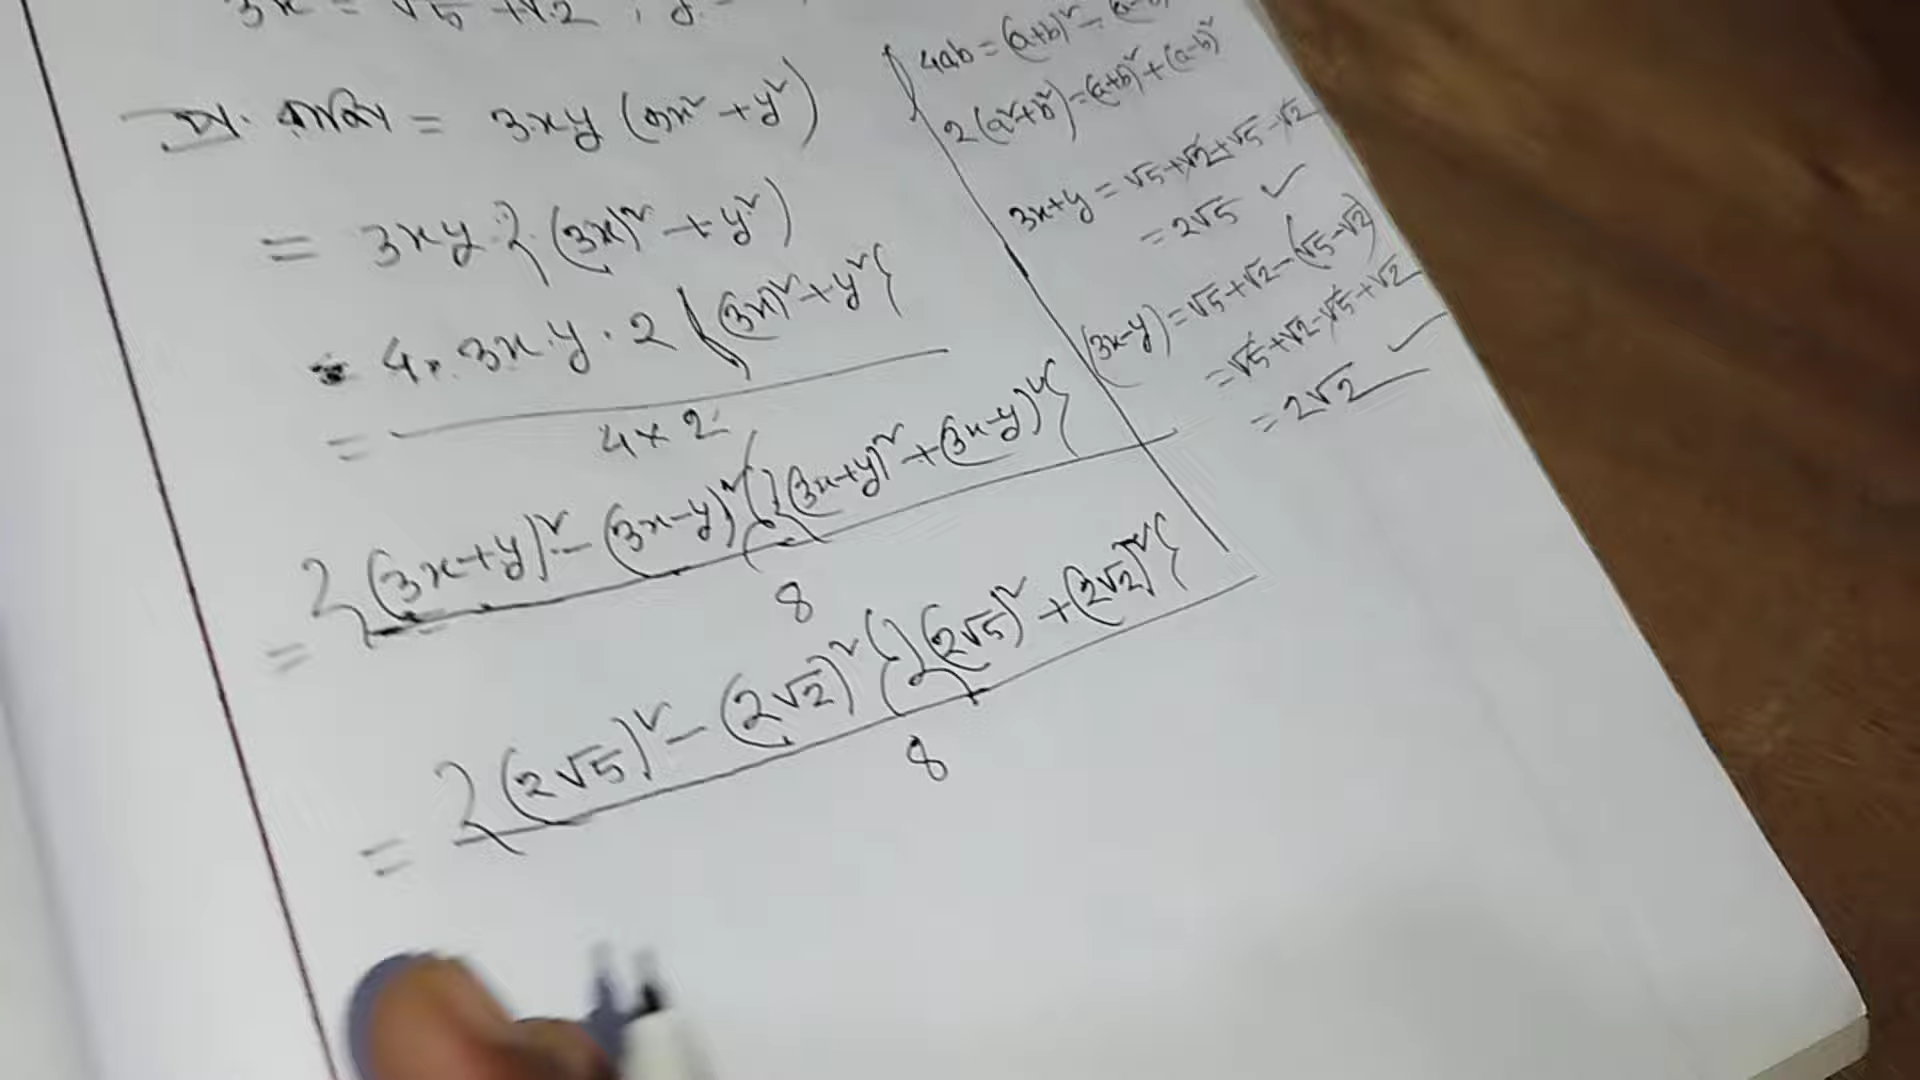 3x = √5 + √2, y =
প্র. রাশি = 3xy (9x² + y²)
= 3xy {(3x)² + y²)
= 4 . 3x . y . 2 {(3x)² + y²} / 4 × 2
= {(3x+y)² - (3x-y)²}{(3x+y)² + (3x-y)²} / 8
= {(2√5)² - (2√2)²}{(2√5)² + (2√2)²} / 8
4ab = (a+b)² - (a-b)²
2(a²+b²) = (a+b)² + (a-b)²
3x+y = √5+√2+√5-√2
= 2√5 ✓
(3x-y) = √5+√2-(√5-√2)
= √5+√2-√5+√2
= 2√2 ✓